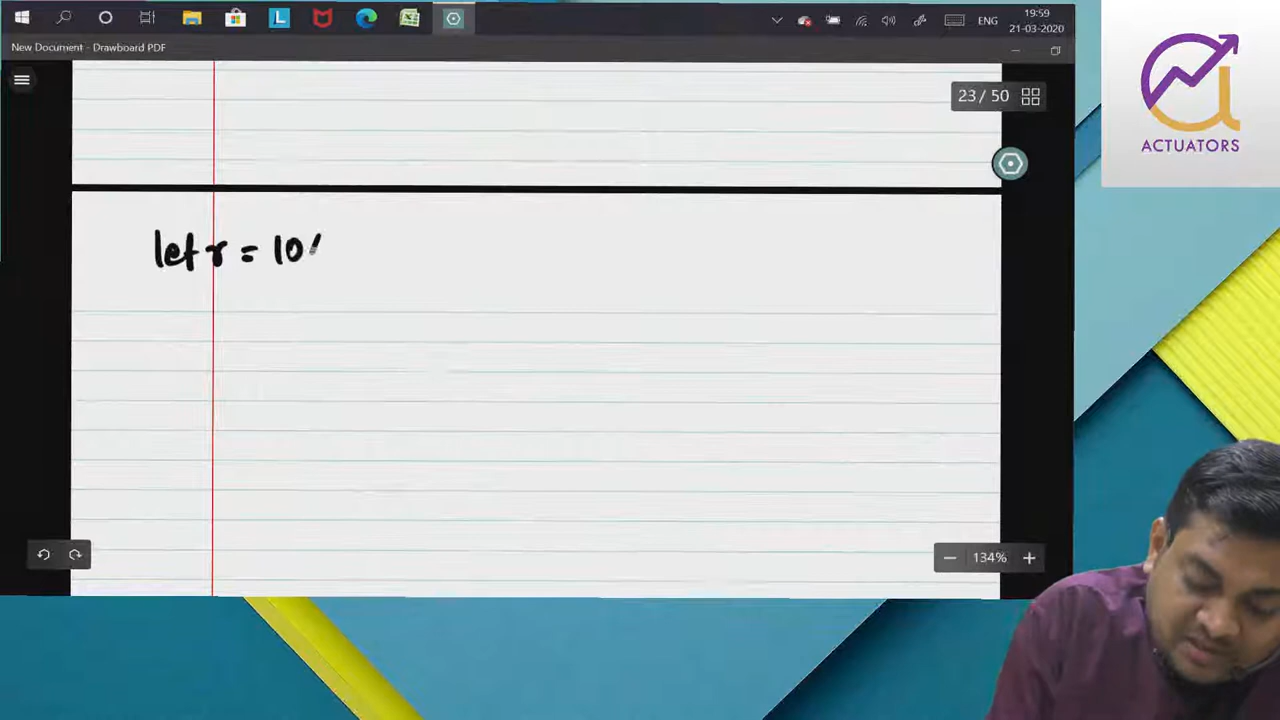 19:59
ENG
21-03-2020
New Document - Drawboard PDF
23 / 50
ACTUATORS
let r = 10
134%